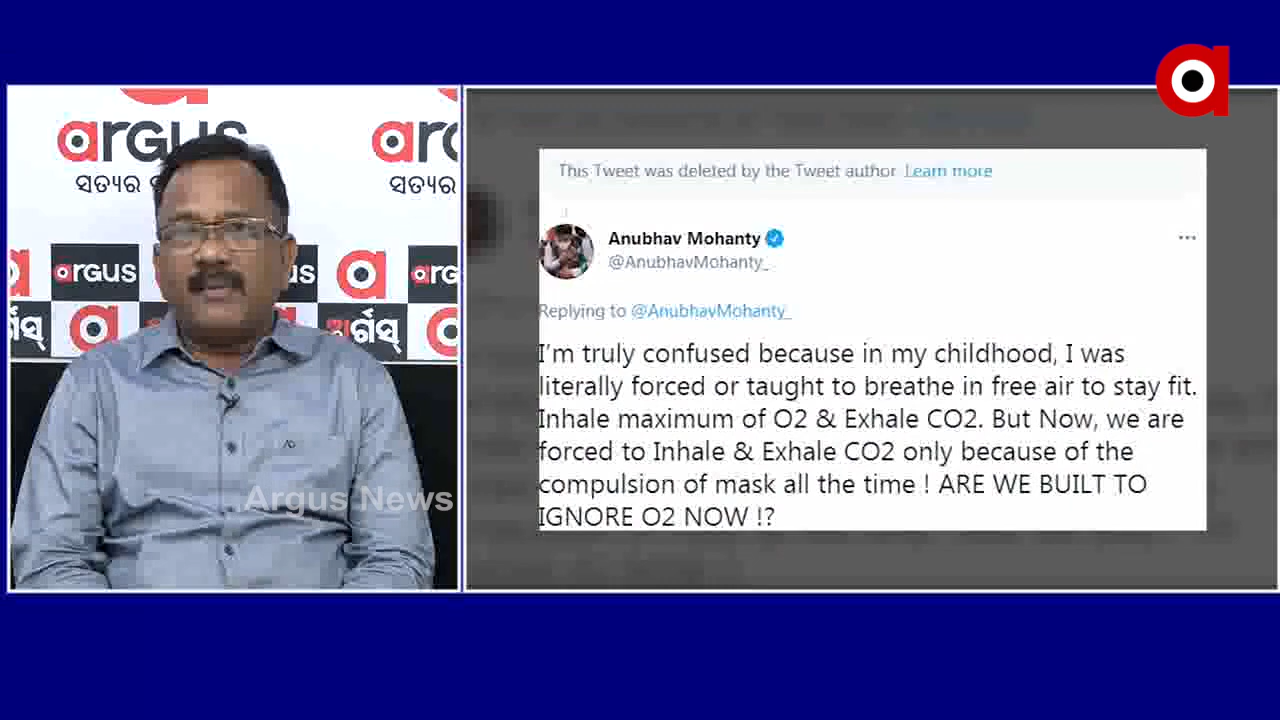 argus
ସତ୍ୟର
ସତ୍ୟର
argus
Argus News
This Tweet was deleted by the Tweet author Learn more
Anubhav Mohanty
@AnubhavMohanty_
Replying to @AnubhavMohanty_
I'm truly confused because in my childhood, I was
literally forced or taught to breathe in free air to stay fit.
Inhale maximum of O2 & Exhale CO2. But Now, we are
forced to Inhale & Exhale CO2 only because of the
compulsion of mask all the time ! ARE WE BUILT TO
IGNORE O2 NOW !?